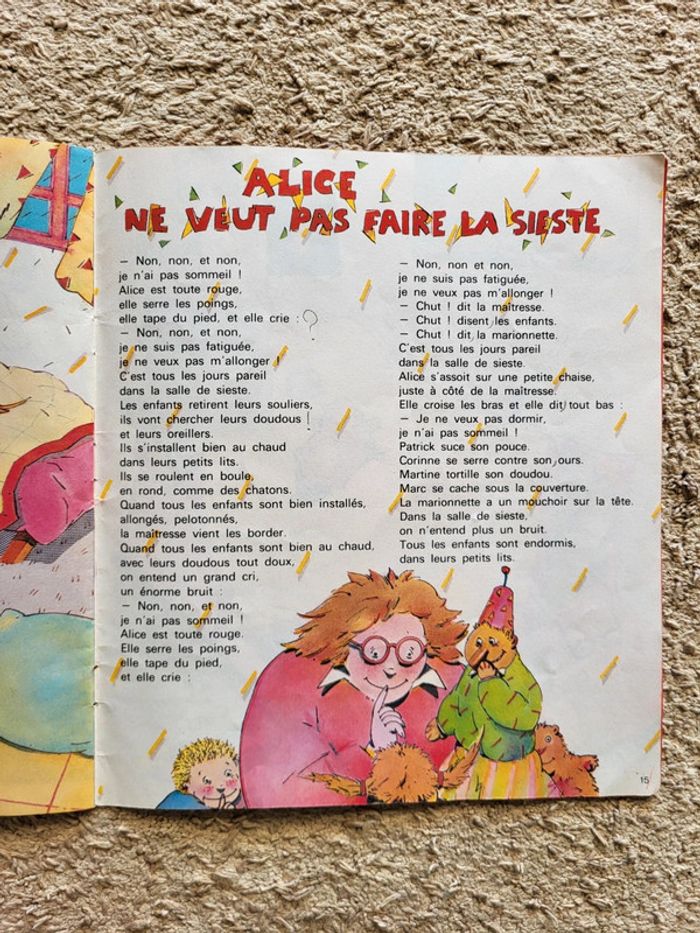 ALICE
NE VEUT PAS FAIRE LA SIESTE
— Non, non, et non,
je n'ai pas sommeil !
Alice est toute rouge,
elle serre les poings,
elle tape du pied, et elle crie :
— Non, non, et non,
je ne suis pas fatiguée,
je ne veux pas m'allonger !
C'est tous les jours pareil
dans la salle de sieste.
Les enfants retirent leurs souliers,
ils vont chercher leurs doudous
et leurs oreillers.
Ils s'installent bien au chaud
dans leurs petits lits.
Ils se roulent en boule,
en rond, comme des chatons.
Quand tous les enfants sont bien installés,
allongés, pelotonnés,
la maîtresse vient les border.
Quand tous les enfants sont bien au chaud,
avec leurs doudous tout doux,
on entend un grand cri,
un énorme bruit :
— Non, non, et non,
je n'ai pas sommeil !
Alice est toute rouge.
Elle serre les poings,
elle tape du pied,
et elle crie :
— Non, non et non,
je ne suis pas fatiguée,
je ne veux pas m'allonger !
— Chut ! dit la maîtresse.
— Chut ! disent les enfants.
— Chut ! dit la marionnette.
C'est tous les jours pareil
dans la salle de sieste.
Alice s'assoit sur une petite chaise,
juste à côté de la maîtresse.
Elle croise les bras et elle dit tout bas :
— Je ne veux pas dormir,
je n'ai pas sommeil !
Patrick suce son pouce.
Corinne se serre contre son ours.
Martine tortille son doudou.
Marc se cache sous la couverture.
La marionnette a un mouchoir sur la tête.
Dans la salle de sieste,
on n'entend plus un bruit.
Tous les enfants sont endormis,
dans leurs petits lits.
15